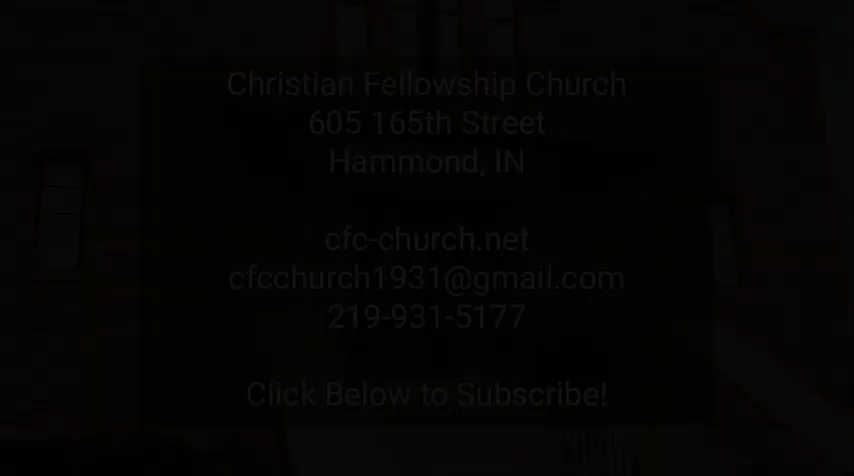 Christian Fellowship Church
605 165th Street
Hammond, IN
cfc-church.net
cfcchurch1931@gmail.com
219-931-5177
Click Below to Subscribe!